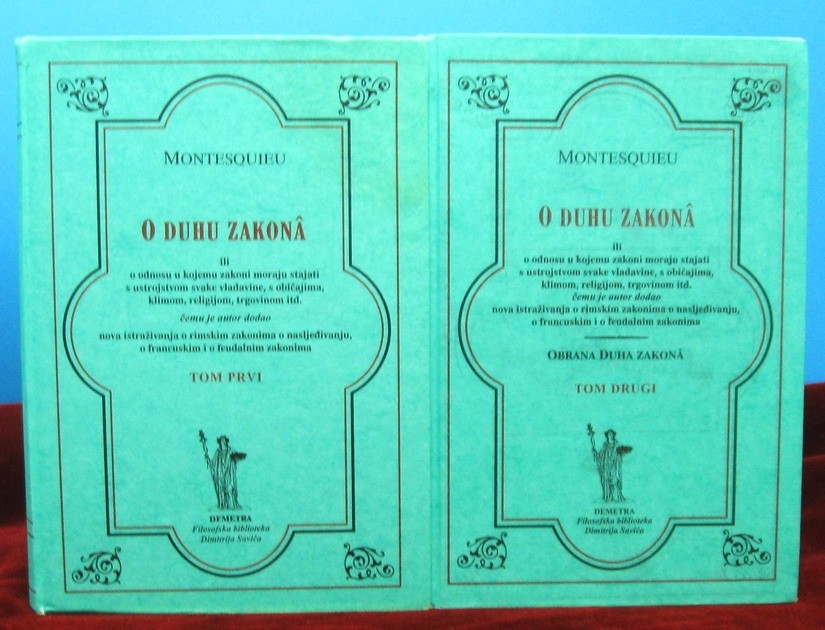 MONTESQUIEU
O DUHU ZAKONÂ
ili
o odnosu u kojemu zakoni moraju stajati
s ustrojstvom svake vladavine, s običajima,
klimom, religijom, trgovinom itd.
čemu je autor dodao
nova istraživanja o rimskim zakonima o nasljeđivanju,
o francuskim i o feudalnim zakonima
TOM PRVI
DEMETRA
Filosofska biblioteka
Dimitrija Savića
MONTESQUIEU
O DUHU ZAKONÂ
ili
o odnosu u kojemu zakoni moraju stajati
s ustrojstvom svake vladavine, s običajima,
klimom, religijom, trgovinom itd.
čemu je autor dodao
nova istraživanja o rimskim zakonima o nasljeđivanju,
o francuskim i o feudalnim zakonima
OBRANA DUHA ZAKONÂ
TOM DRUGI
DEMETRA
Filosofska biblioteka
Dimitrija Savića